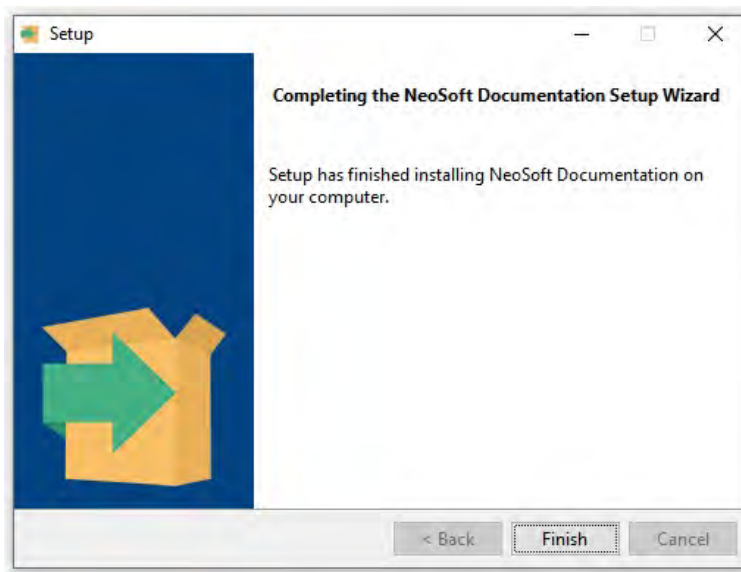 Setup
Completing the NeoSoft Documentation Setup Wizard
Setup has finished installing NeoSoft Documentation on
your computer.
< Back
Finish
Cancel